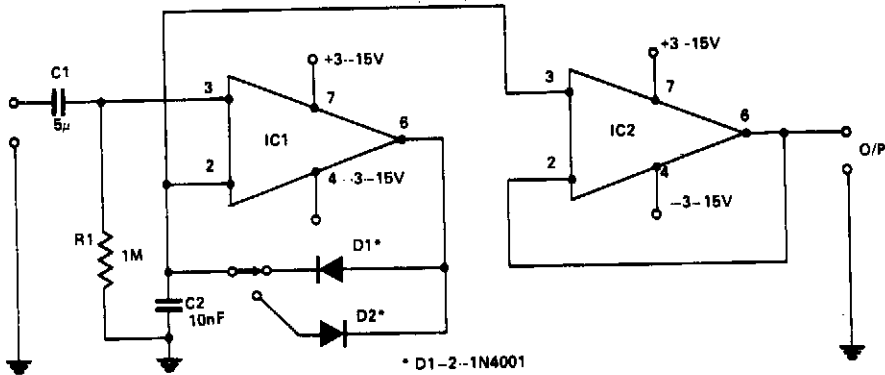 C1
5μ
R1
1M
C2
10nF
3
2
IC1
+3--15V
7
6
4 --3--15V
D1*
D2*
* D1-2--1N4001
3
2
IC2
+3-15V
7
6
4
-3-15V
O/P